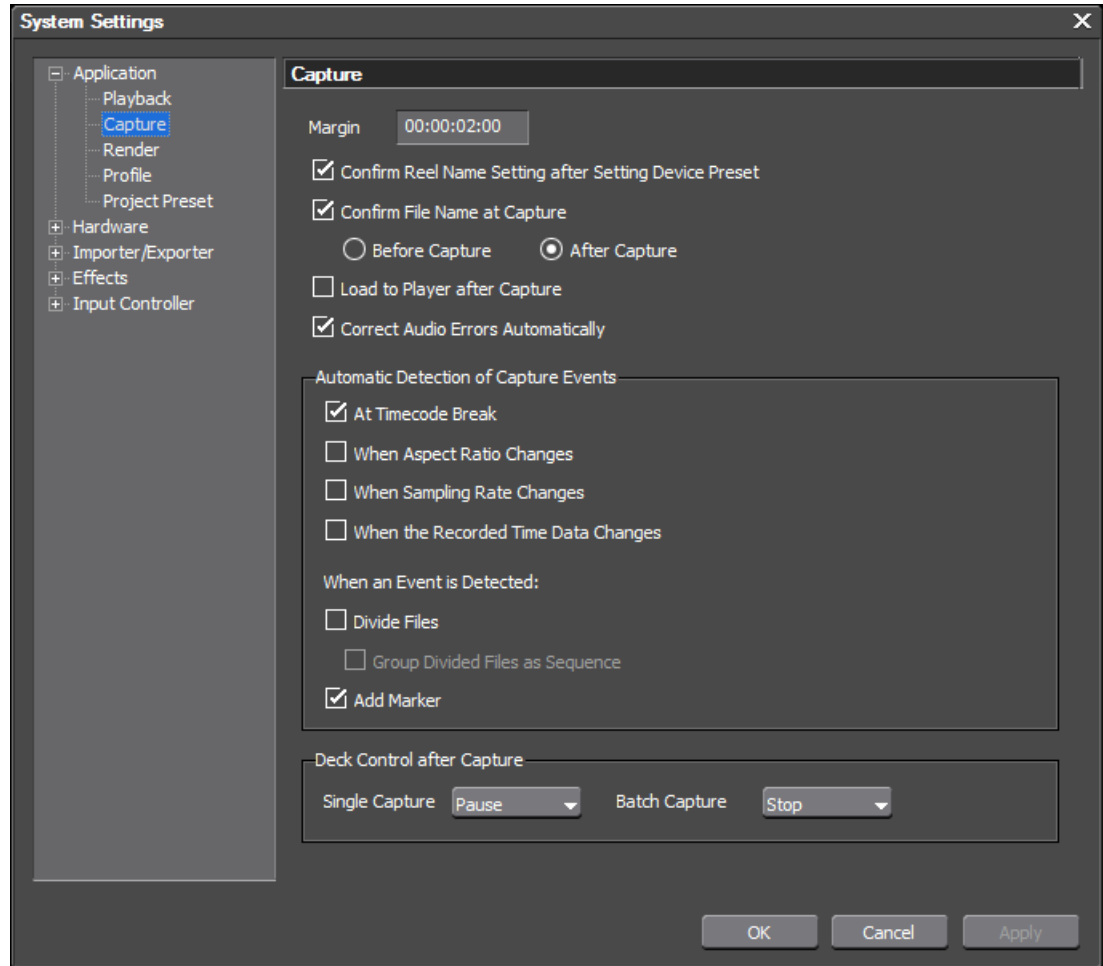 System Settings
Application
Playback
Capture
Render
Profile
Project Preset
Hardware
Importer/Exporter
Effects
Input Controller
Capture
Margin 00:00:02:00
Confirm Reel Name Setting after Setting Device Preset
Confirm File Name at Capture
Before Capture After Capture
Load to Player after Capture
Correct Audio Errors Automatically
Automatic Detection of Capture Events
At Timecode Break
When Aspect Ratio Changes
When Sampling Rate Changes
When the Recorded Time Data Changes
When an Event is Detected:
Divide Files
Group Divided Files as Sequence
Add Marker
Deck Control after Capture
Single Capture Pause Batch Capture Stop
OK Cancel Apply